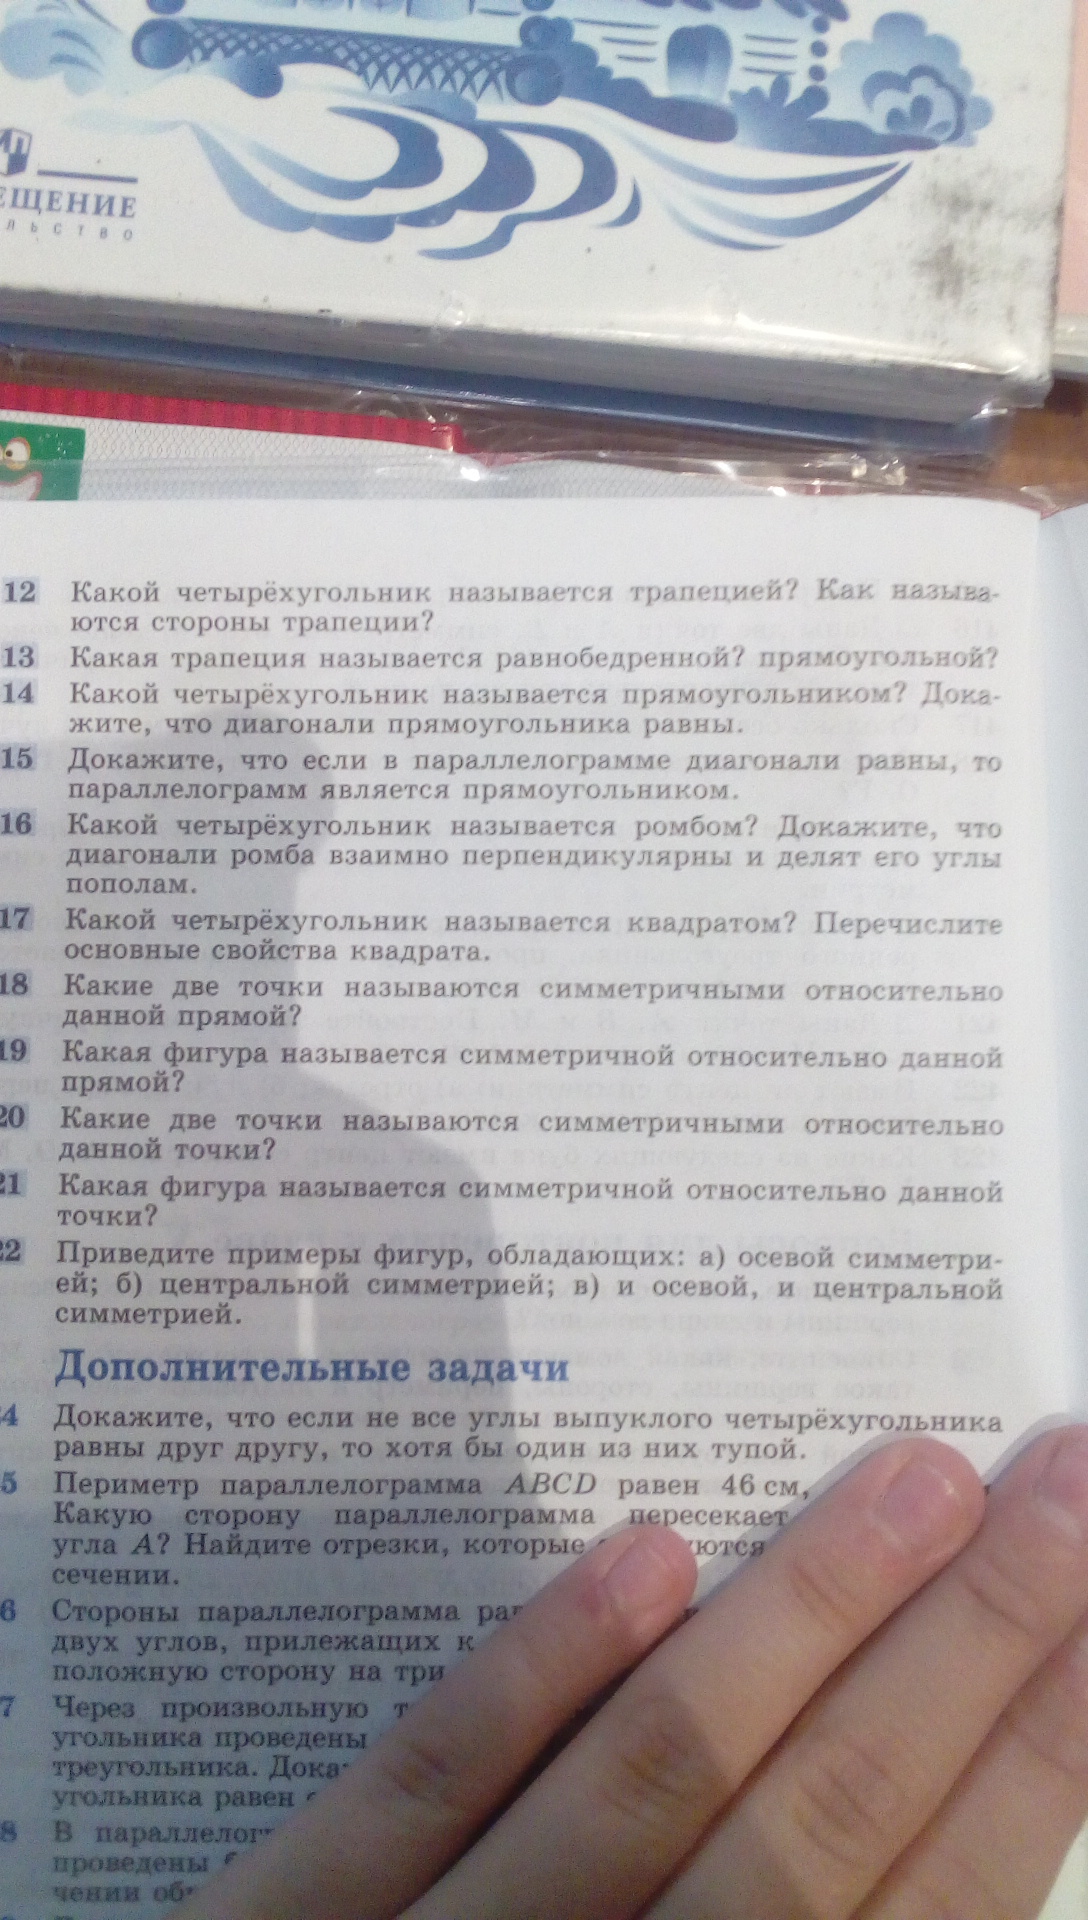 ЕЩЕНИЕ
ЛЬСТВО
12 Какой четырёхугольник называется трапецией? Как называ-
ются стороны трапеции?
13 Какая трапеция называется равнобедренной? прямоугольной?
14 Какой четырёхугольник называется прямоугольником? Дока-
жите, что диагонали прямоугольника равны.
15 Докажите, что если в параллелограмме диагонали равны, то
параллелограмм является прямоугольником.
16 Какой четырёхугольник называется ромбом? Докажите, что
диагонали ромба взаимно перпендикулярны и делят его углы
пополам.
17 Какой четырёхугольник называется квадратом? Перечислите
основные свойства квадрата.
18 Какие две точки называются симметричными относительно
данной прямой?
19 Какая фигура называется симметричной относительно данной
прямой?
20 Какие две точки называются симметричными относительно
данной точки?
21 Какая фигура называется симметричной относительно данной
точки?
22 Приведите примеры фигур, обладающих: а) осевой симметри-
ей; б) центральной симметрией; в) и осевой, и центральной
симметрией.
Дополнительные задачи
4 Докажите, что если не все углы выпуклого четырёхугольника
равны друг другу, то хотя бы один из них тупой.
5 Периметр параллелограмма ABCD равен 46 см,
Какую сторону параллелограмма пересекает
угла А? Найдите отрезки, которые
сечении.
6 Стороны параллелограмма
двух углов, прилежащих к
положную сторону на три
7 Через произвольную
угольника проведены
треугольника.
угольника равен
8 В
проведены
чении